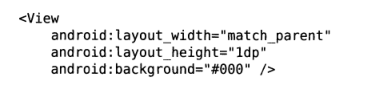 <View
    android:layout_width="match_parent"
    android:layout_height="1dp"
    android:background="#000" />